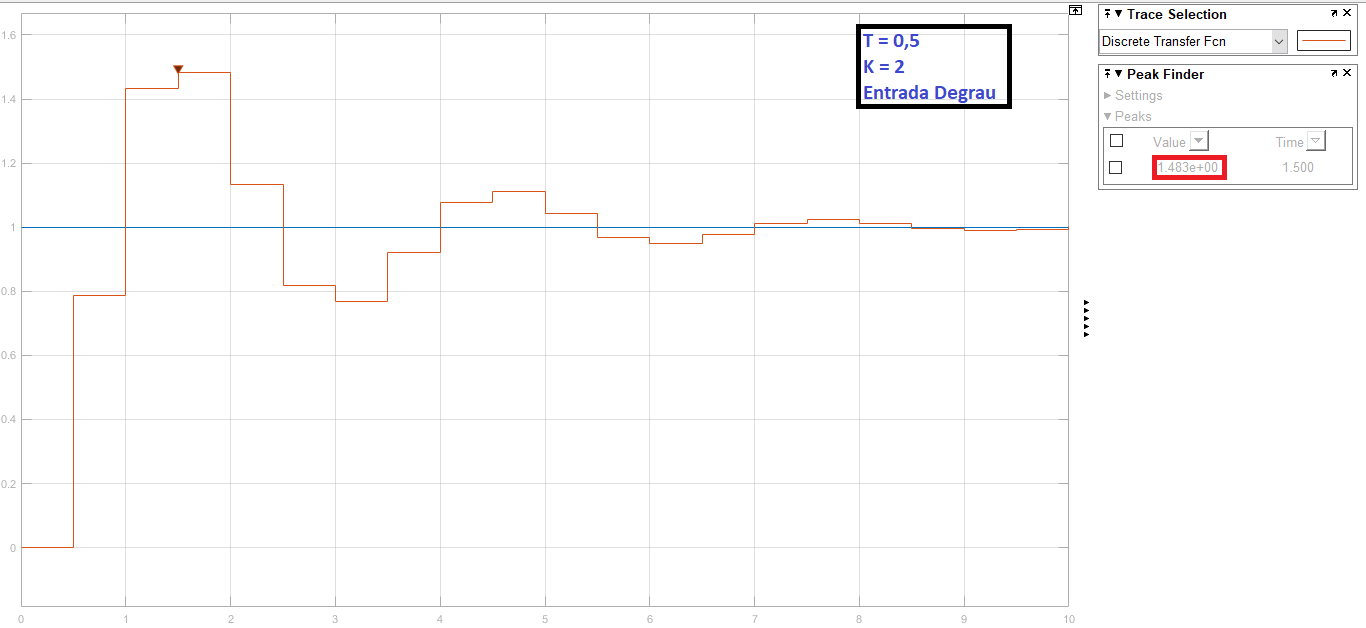 T = 0,5
K = 2
Entrada Degrau
1.6
1.4
1.2
1
0.8
0.6
0.4
0.2
0
0 1 2 3 4 5 6 7 8 9 10
Trace Selection
Discrete Transfer Fcn
Peak Finder
Settings
Peaks
Value Time
1.483e+00 1.500